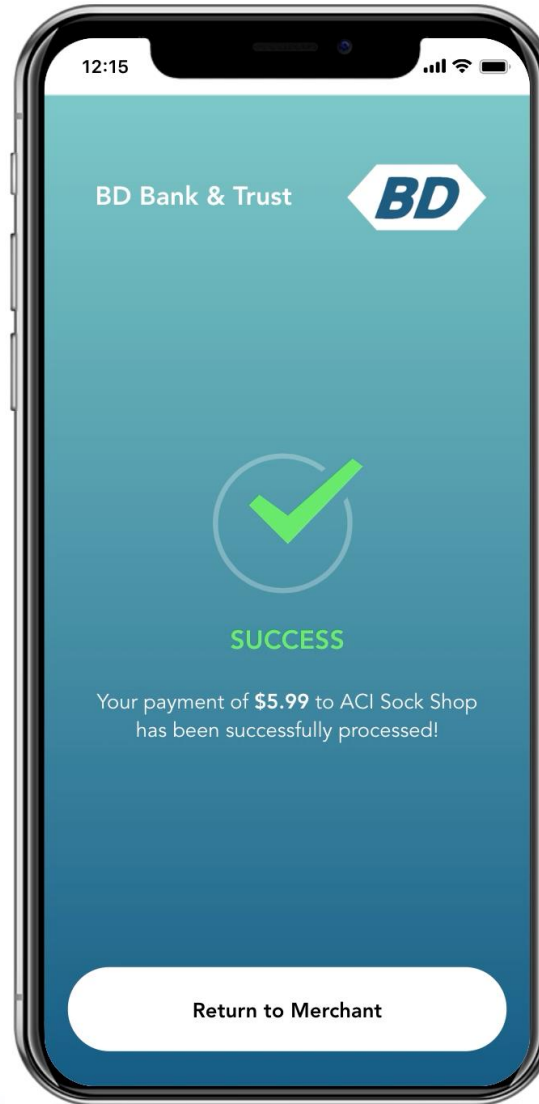 12:15
BD Bank & Trust
BD
SUCCESS
Your payment of $5.99 to ACI Sock Shop
has been successfully processed!
Return to Merchant